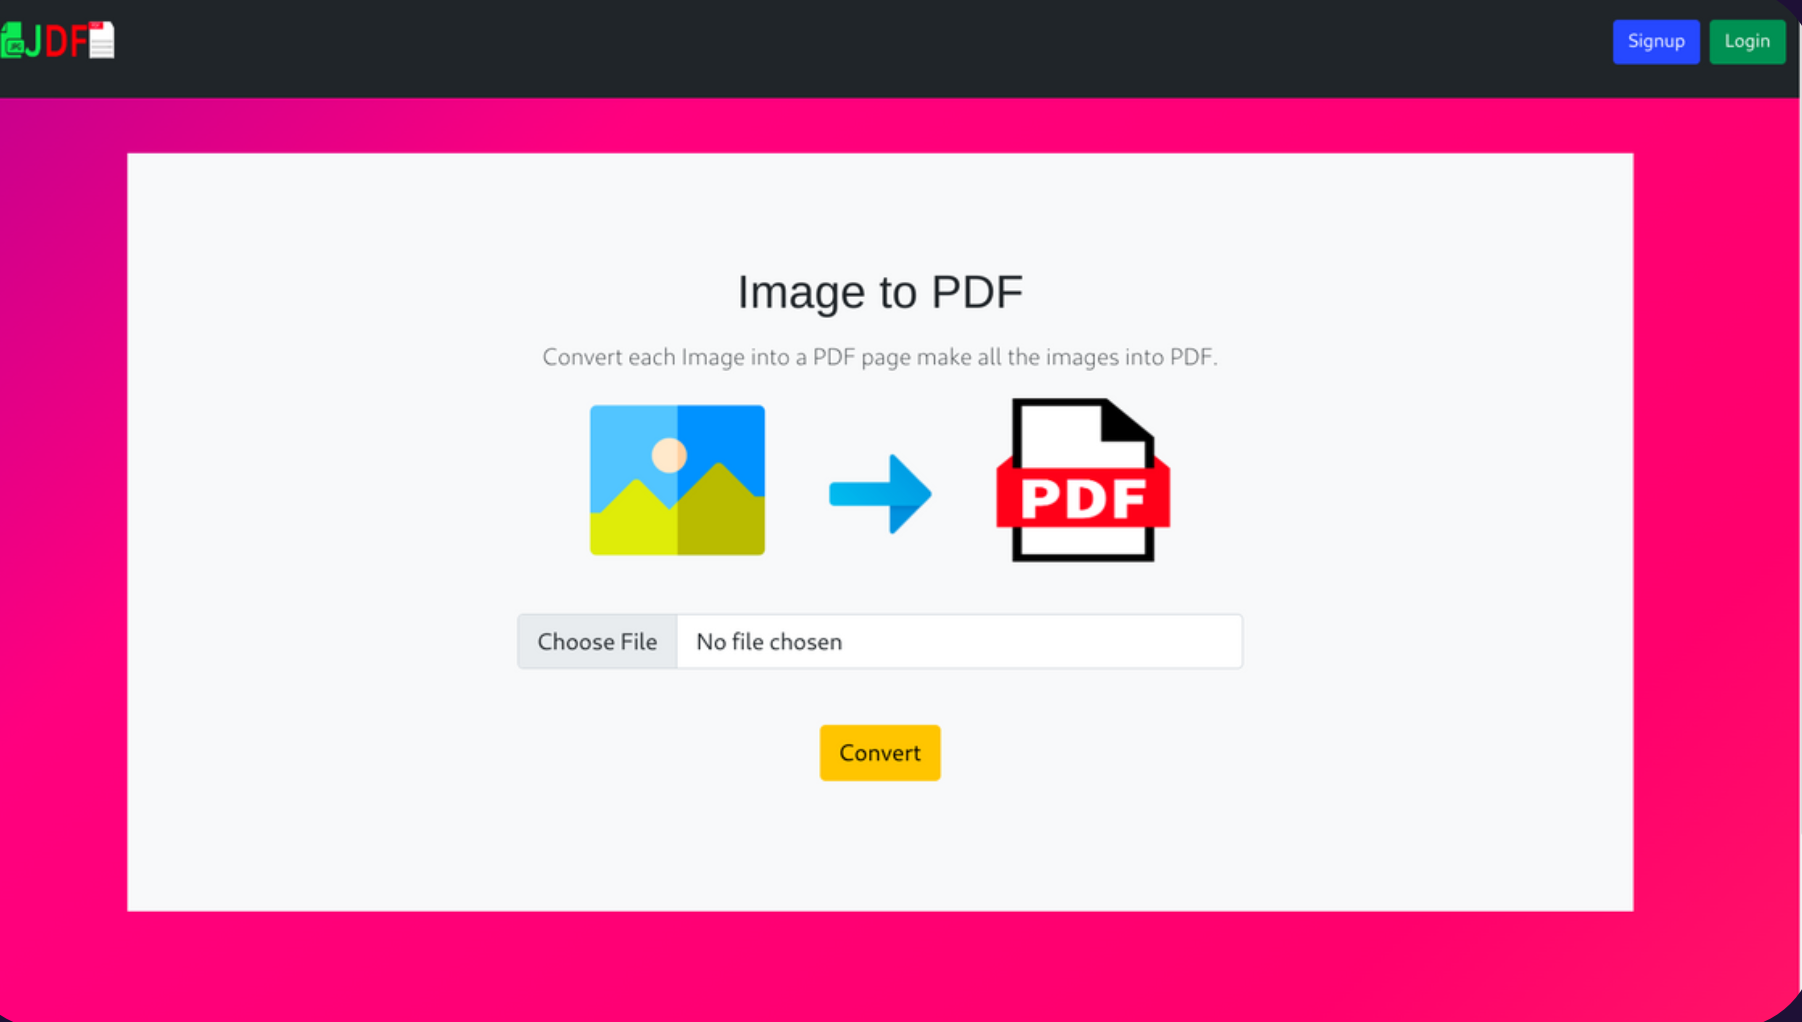 JDF
Signup
Login
Image to PDF
Convert each Image into a PDF page make all the images into PDF.
PDF
Choose File
No file chosen
Convert